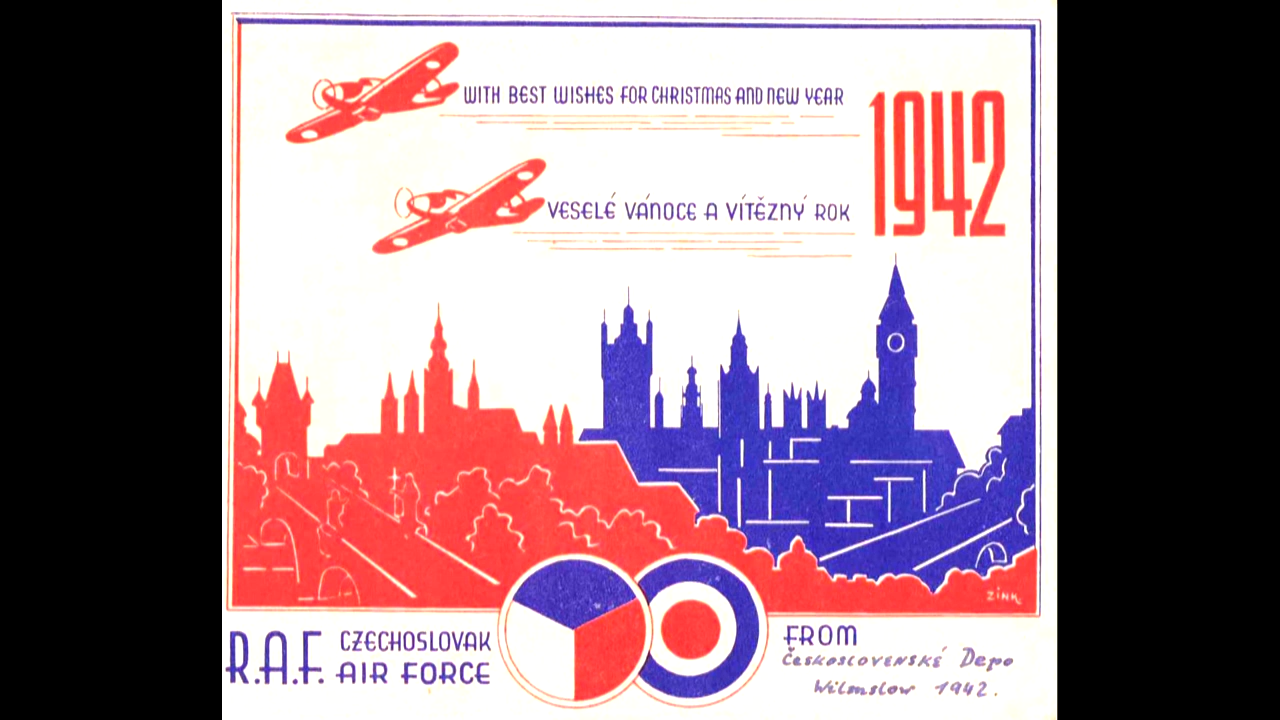 WITH BEST WISHES FOR CHRISTMAS AND NEW YEAR
1942
VESELÉ VÁNOCE A VÍTĚZNÝ ROK
ZINK
R.A.F. CZECHOSLOVAK
AIR FORCE
FROM
Československé Depo
Wilmslow 1942.